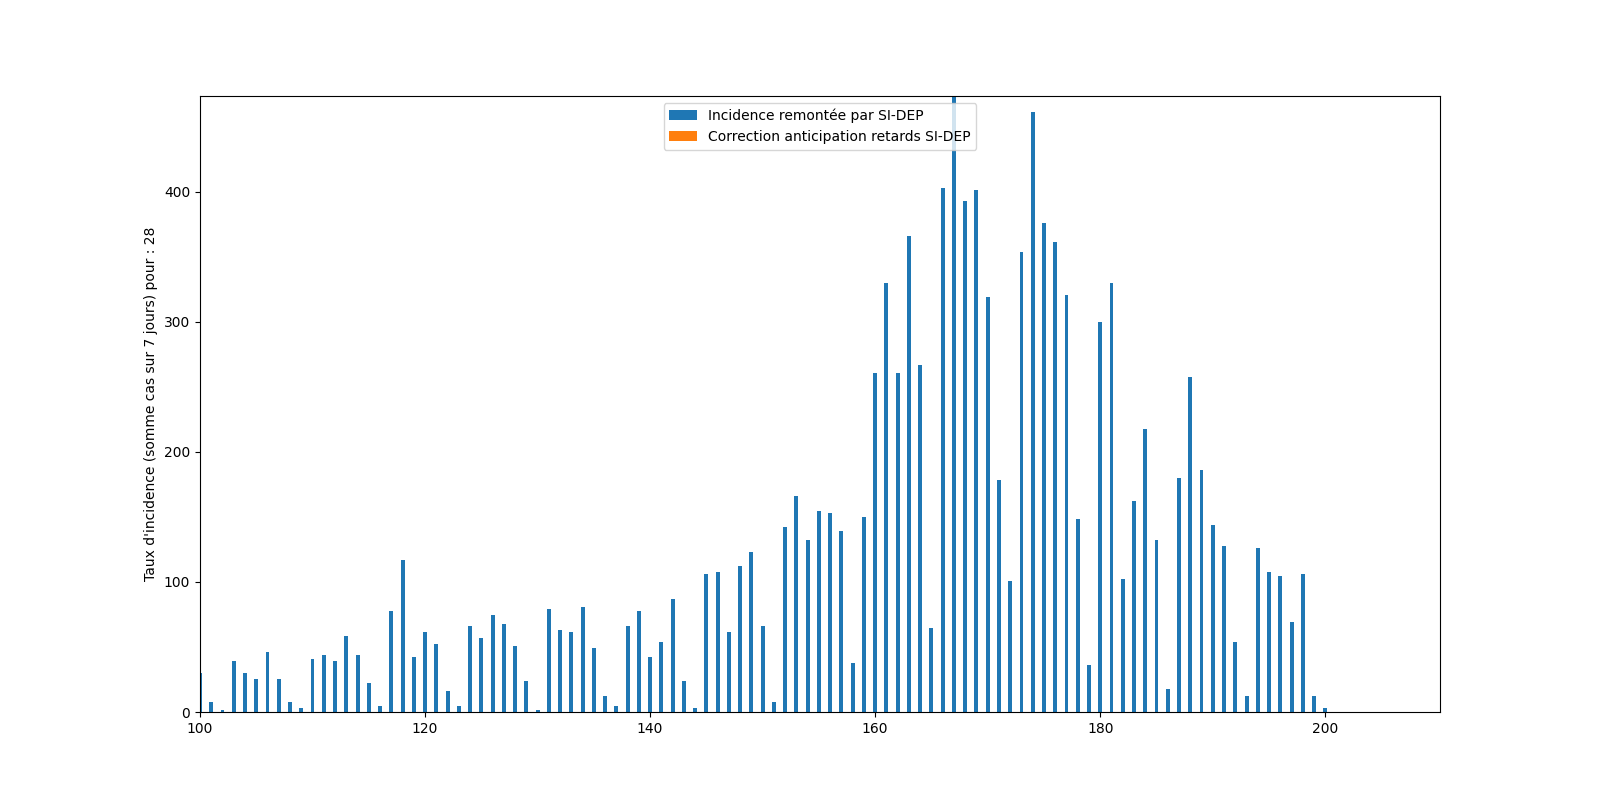 Incidence remontée par SI-DEP
Correction anticipation retards SI-DEP
Taux d'incidence (somme cas sur 7 jours) pour : 28
400
300
200
100
0
100 120 140 160 180 200